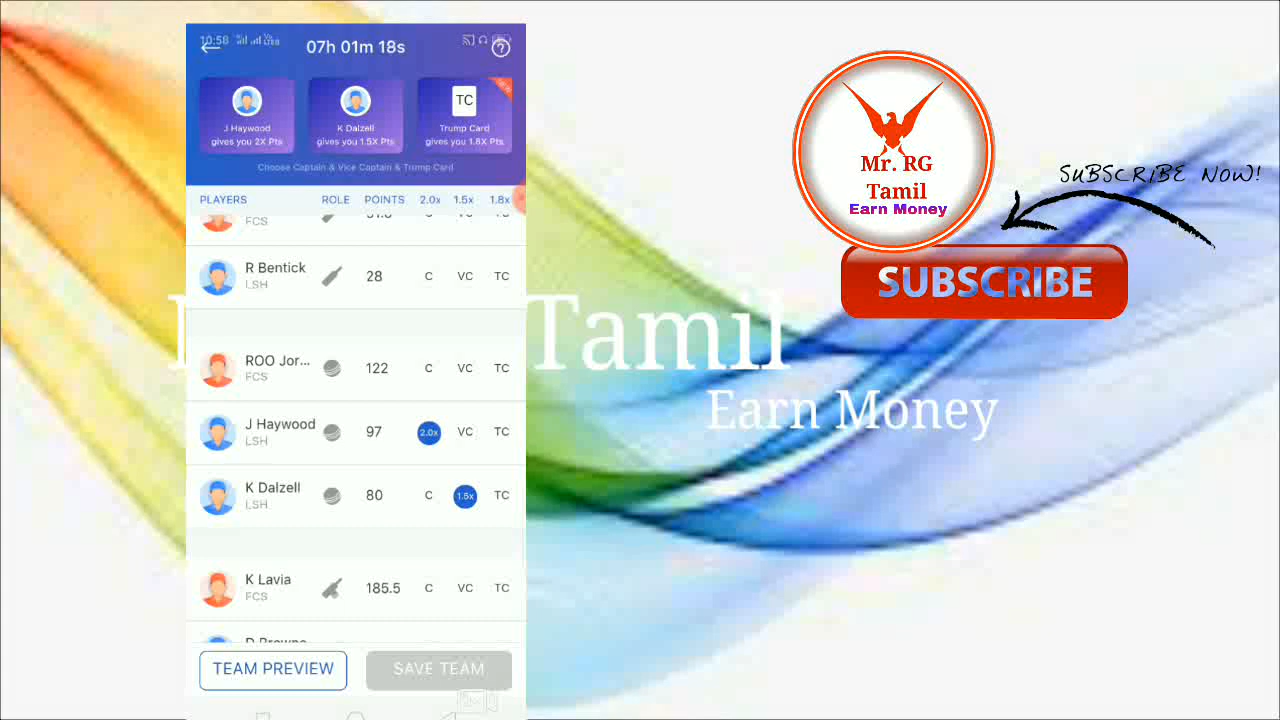 10:58
07h 01m 18s
J Haywood
gives you 2X Pts
K Dalzell
gives you 1.5X Pts
TC
Trump Card
gives you 1.8X Pts
Choose Captain & Vice Captain & Trump Card
PLAYERS ROLE POINTS 2.0x 1.5x 1.8x
FCS
R Bentick 28 C VC TC
LSH
ROO Jor... 122 C VC TC
FCS
J Haywood 97 2.0x VC TC
LSH
K Dalzell 80 C 1.5x TC
LSH
K Lavia 185.5 C VC TC
FCS
TEAM PREVIEW
SAVE TEAM
Tamil
Earn Money
Mr. RG
Tamil
Earn Money
SUBSCRIBE NOW!
SUBSCRIBE